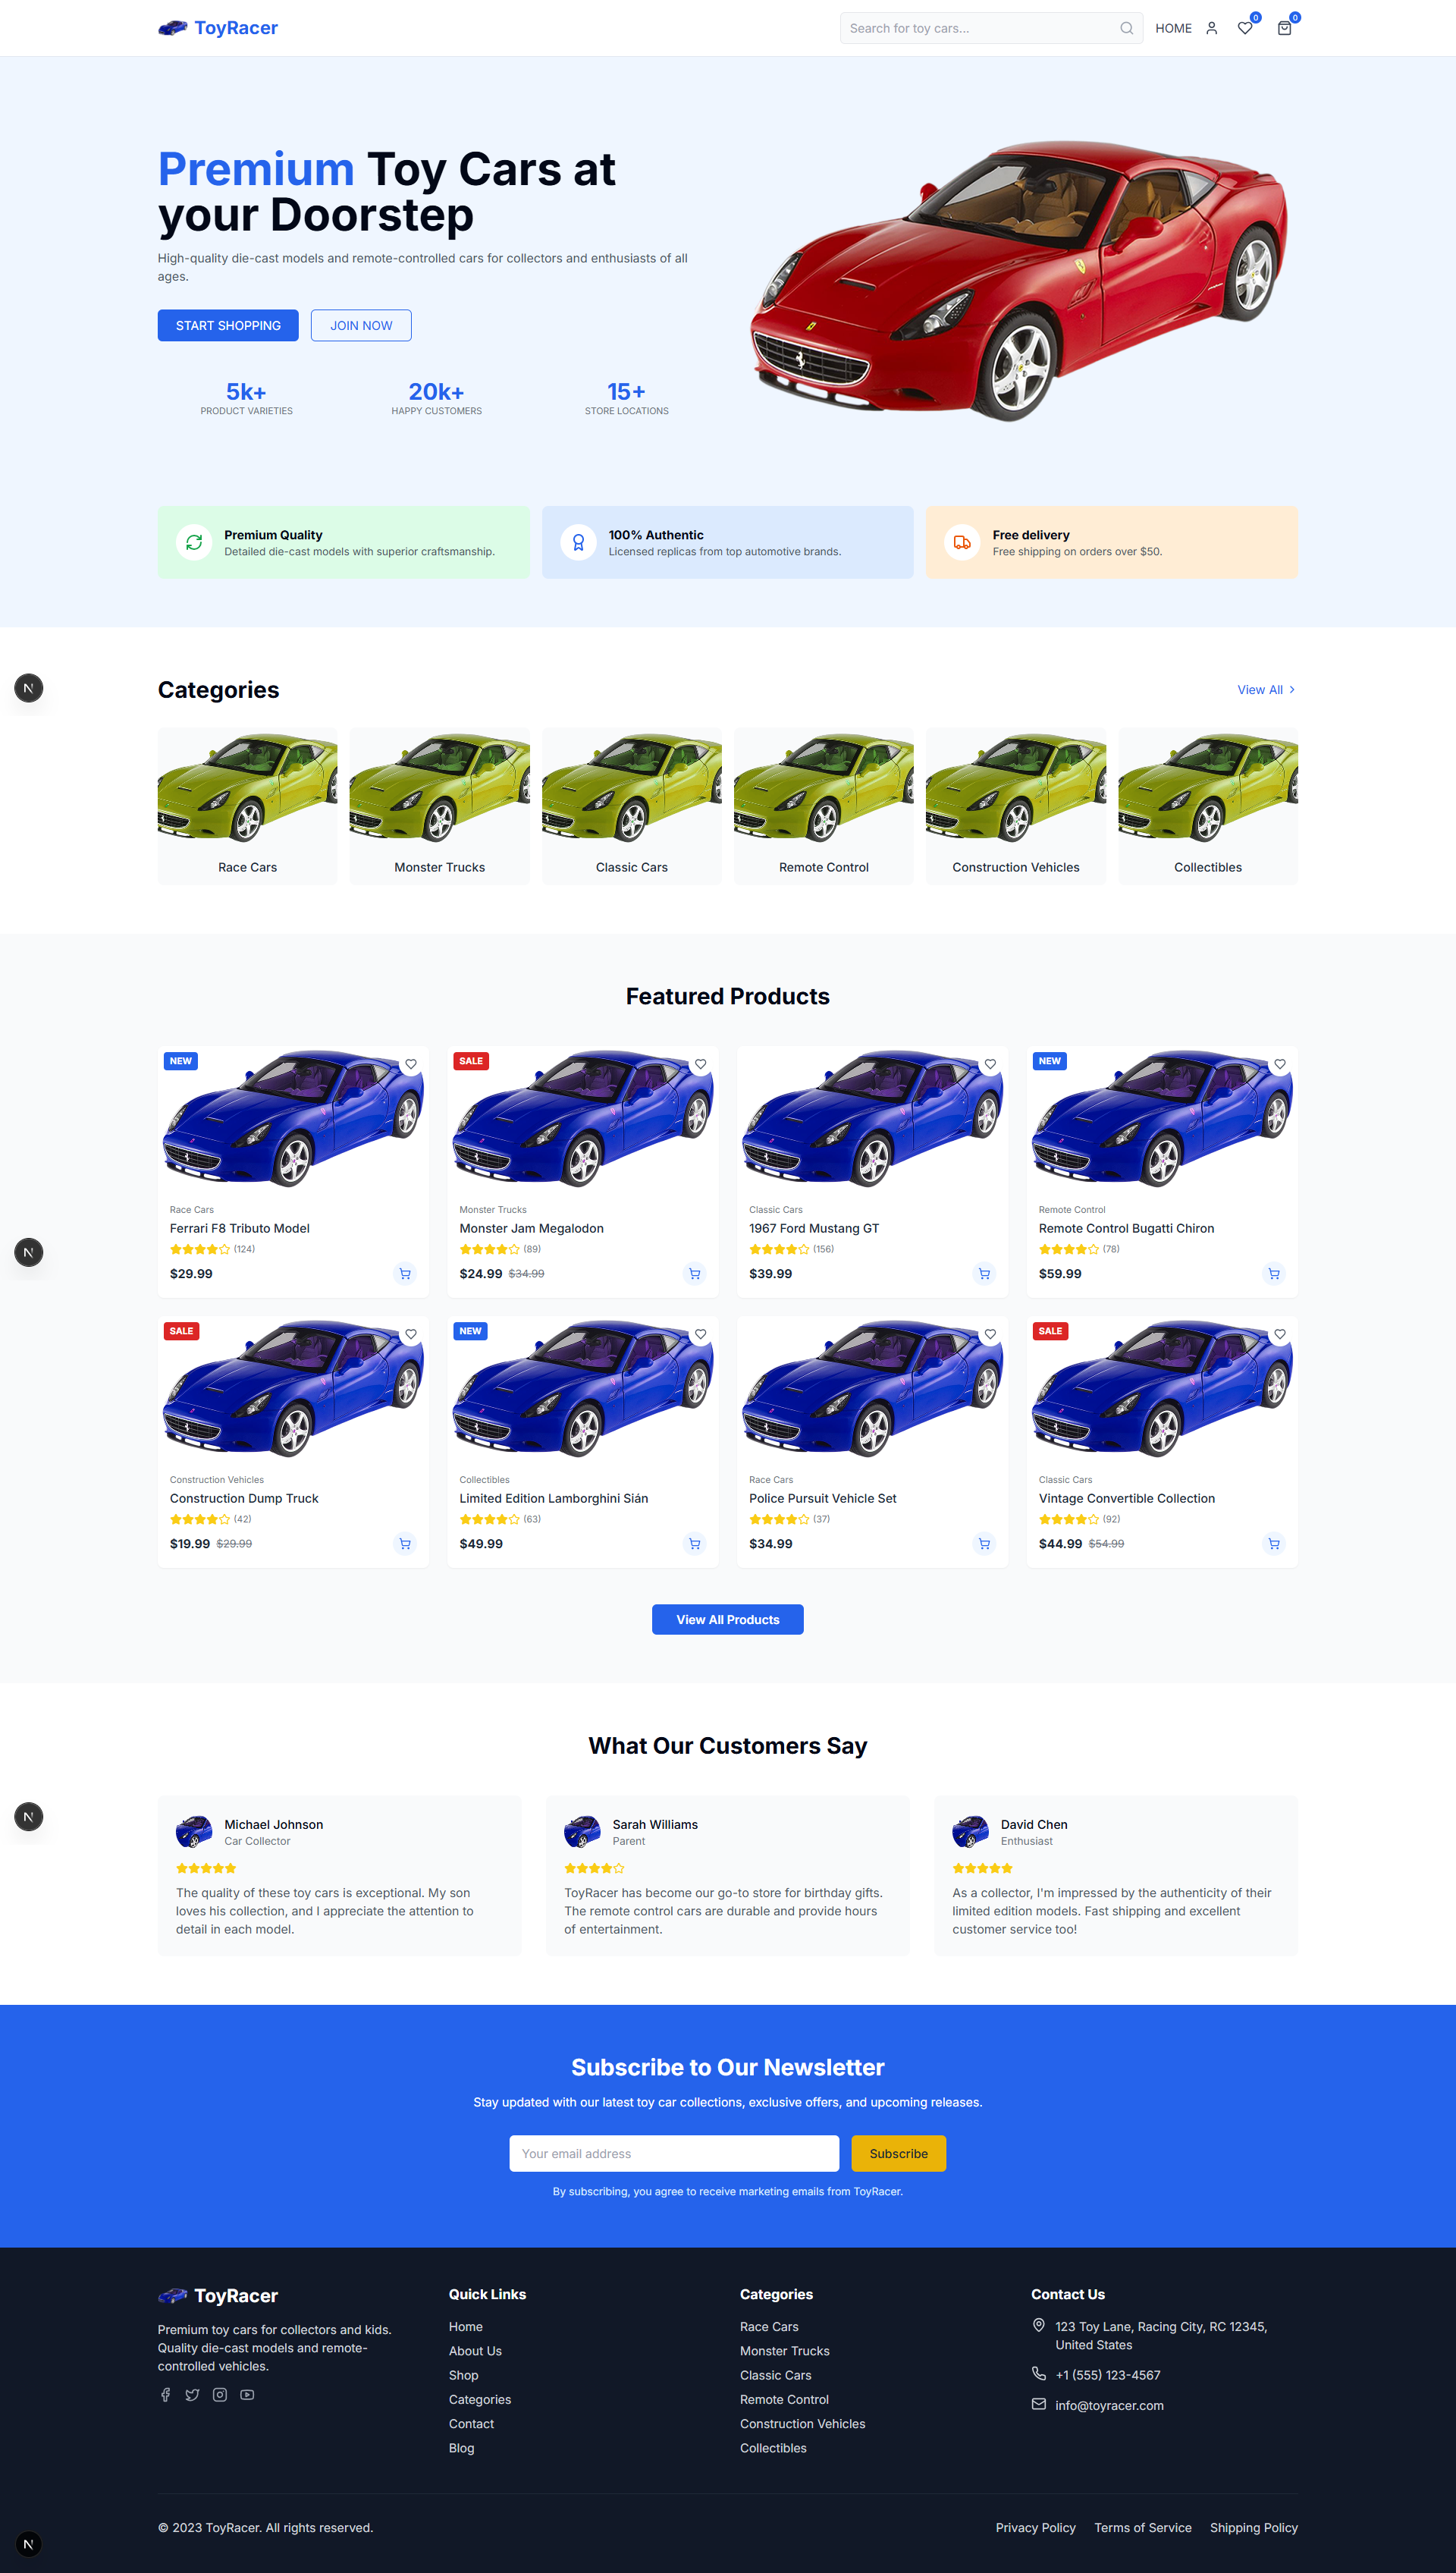 ToyRacer
Search for toy cars...
HOME
0
0
Premium Toy Cars at
your Doorstep
High-quality die-cast models and remote-controlled cars for collectors and enthusiasts of all
ages.
START SHOPPING
JOIN NOW
5k+
PRODUCT VARIETIES
20k+
HAPPY CUSTOMERS
15+
STORE LOCATIONS
Premium Quality
Detailed die-cast models with superior craftsmanship.
100% Authentic
Licensed replicas from top automotive brands.
Free delivery
Free shipping on orders over $50.
N
Categories
View All
Race Cars
Monster Trucks
Classic Cars
Remote Control
Construction Vehicles
Collectibles
Featured Products
NEW
Race Cars
Ferrari F8 Tributo Model
(124)
$29.99
SALE
Monster Trucks
Monster Jam Megalodon
(89)
$24.99 $34.99
Classic Cars
1967 Ford Mustang GT
(156)
$39.99
NEW
Remote Control
Remote Control Bugatti Chiron
(78)
$59.99
N
SALE
Construction Vehicles
Construction Dump Truck
(42)
$19.99 $29.99
NEW
Collectibles
Limited Edition Lamborghini Sián
(63)
$49.99
Race Cars
Police Pursuit Vehicle Set
(37)
$34.99
SALE
Classic Cars
Vintage Convertible Collection
(92)
$44.99 $54.99
View All Products
What Our Customers Say
N
Michael Johnson
Car Collector
The quality of these toy cars is exceptional. My son
loves his collection, and I appreciate the attention to
detail in each model.
Sarah Williams
Parent
ToyRacer has become our go-to store for birthday gifts.
The remote control cars are durable and provide hours
of entertainment.
David Chen
Enthusiast
As a collector, I'm impressed by the authenticity of their
limited edition models. Fast shipping and excellent
customer service too!
Subscribe to Our Newsletter
Stay updated with our latest toy car collections, exclusive offers, and upcoming releases.
Your email address
Subscribe
By subscribing, you agree to receive marketing emails from ToyRacer.
ToyRacer
Premium toy cars for collectors and kids.
Quality die-cast models and remote-
controlled vehicles.
Quick Links
Home
About Us
Shop
Categories
Contact
Blog
Categories
Race Cars
Monster Trucks
Classic Cars
Remote Control
Construction Vehicles
Collectibles
Contact Us
123 Toy Lane, Racing City, RC 12345,
United States
+1 (555) 123-4567
info@toyracer.com
N
© 2023 ToyRacer. All rights reserved.
Privacy Policy
Terms of Service
Shipping Policy